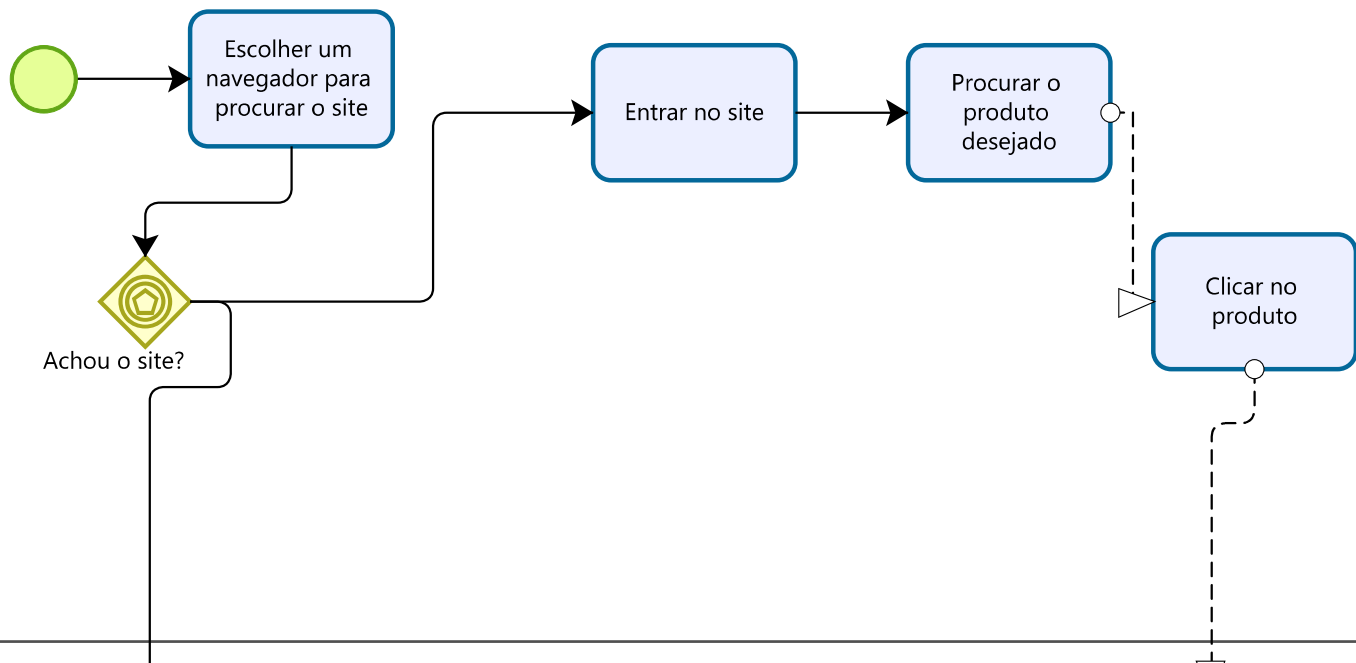 Escolher um
navegador para
procurar o site
Entrar no site
Procurar o
produto
desejado
Clicar no
produto
Achou o site?